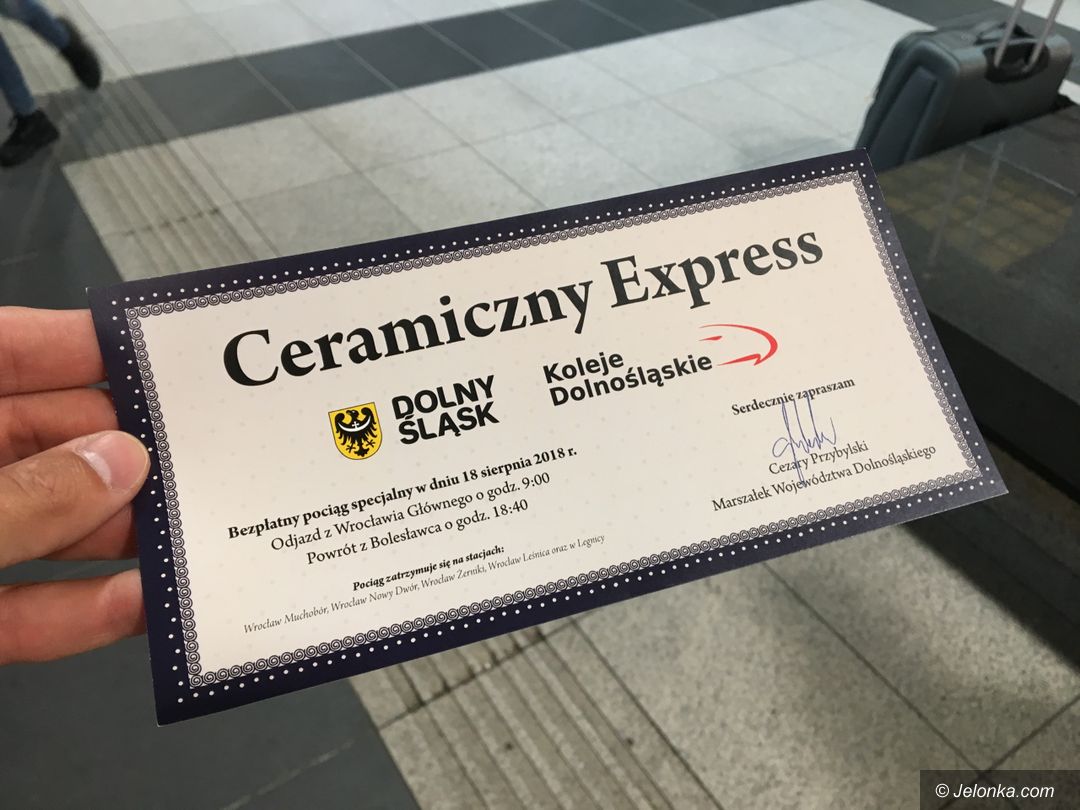 Ceramiczny Express
DOLNY
ŚLĄSK
Koleje
Dolnośląskie
Bezpłatny pociąg specjalny w dniu 18 sierpnia 2018 r.
Odjazd z Wrocławia Głównego o godz. 9:00
Powrót z Bolesławca o godz. 18:40
Pociąg zatrzymuje się na stacjach:
Wrocław Muchobór, Wrocław Nowy Dwór, Wrocław Żerniki, Wrocław Leśnica oraz w Legnicy
Serdecznie zapraszam
Cezary Przybylski
Marszałek Województwa Dolnośląskiego
© Jelonka.com